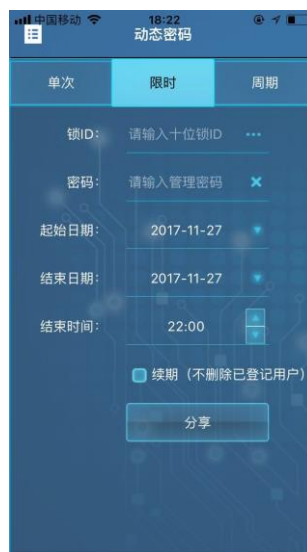 中国移动 18:22
动态密码
单次 限时 周期
锁ID: 请输入十位锁ID
密码: 请输入管理密码
起始日期: 2017-11-27
结束日期: 2017-11-27
结束时间: 22:00
续期（不删除已登记用户）
分享